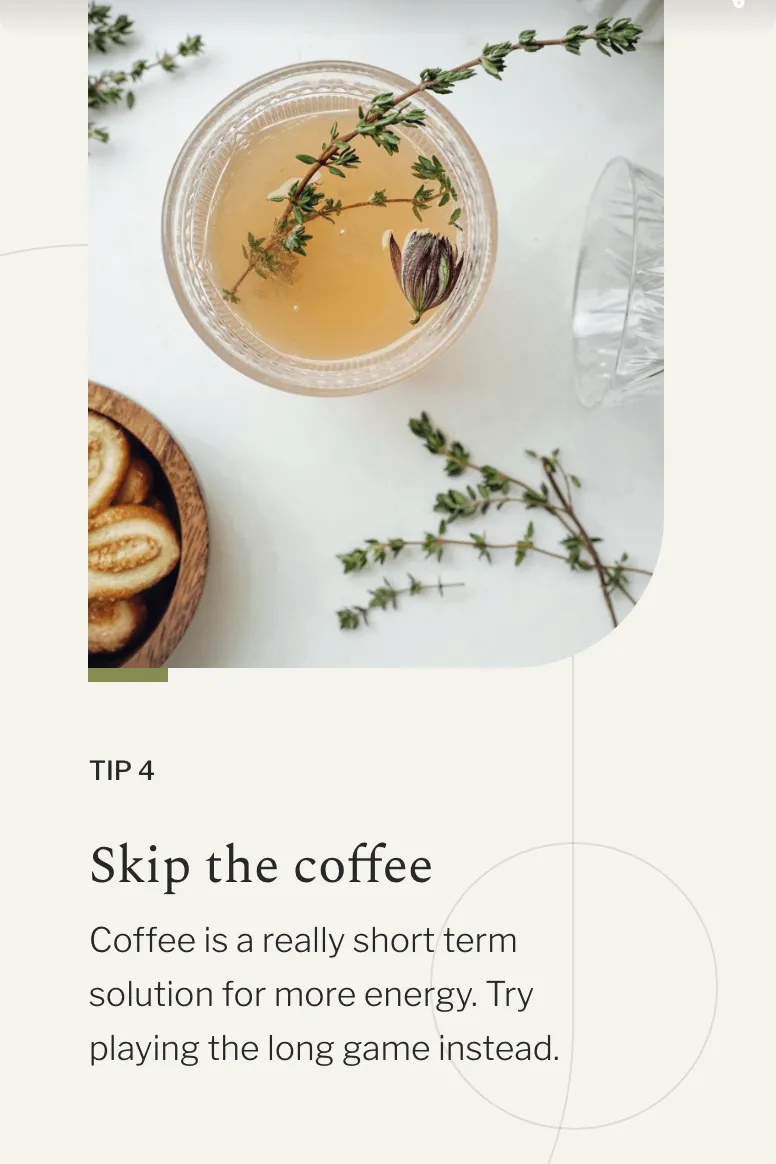 TIP 4
Skip the coffee
Coffee is a really short term
solution for more energy. Try
playing the long game instead.